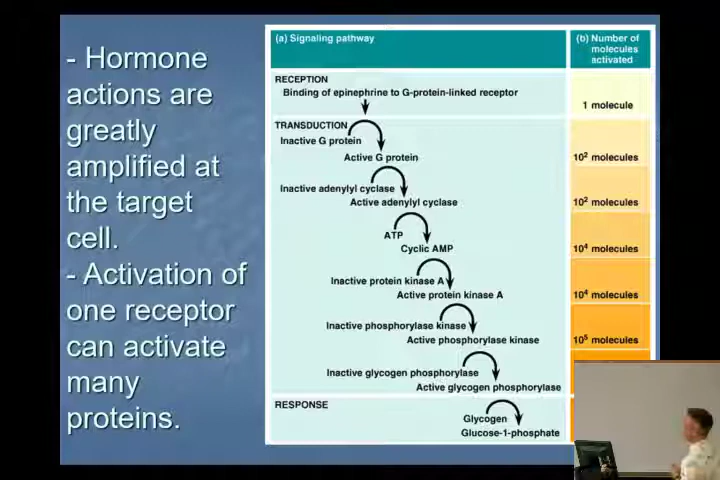 - Hormone
actions are
greatly
amplified at
the target
cell.
- Activation of
one receptor
can activate
many
proteins.
(a) Signaling pathway
(b) Number of
molecules
activated
RECEPTION
Binding of epinephrine to G-protein-linked receptor
1 molecule
TRANSDUCTION
Inactive G protein
Active G protein
10² molecules
Inactive adenylyl cyclase
Active adenylyl cyclase
10² molecules
ATP
Cyclic AMP
10⁴ molecules
Inactive protein kinase A
Active protein kinase A
10⁴ molecules
Inactive phosphorylase kinase
Active phosphorylase kinase
10⁵ molecules
Inactive glycogen phosphorylase
Active glycogen phosphorylase
RESPONSE
Glycogen
Glucose-1-phosphate